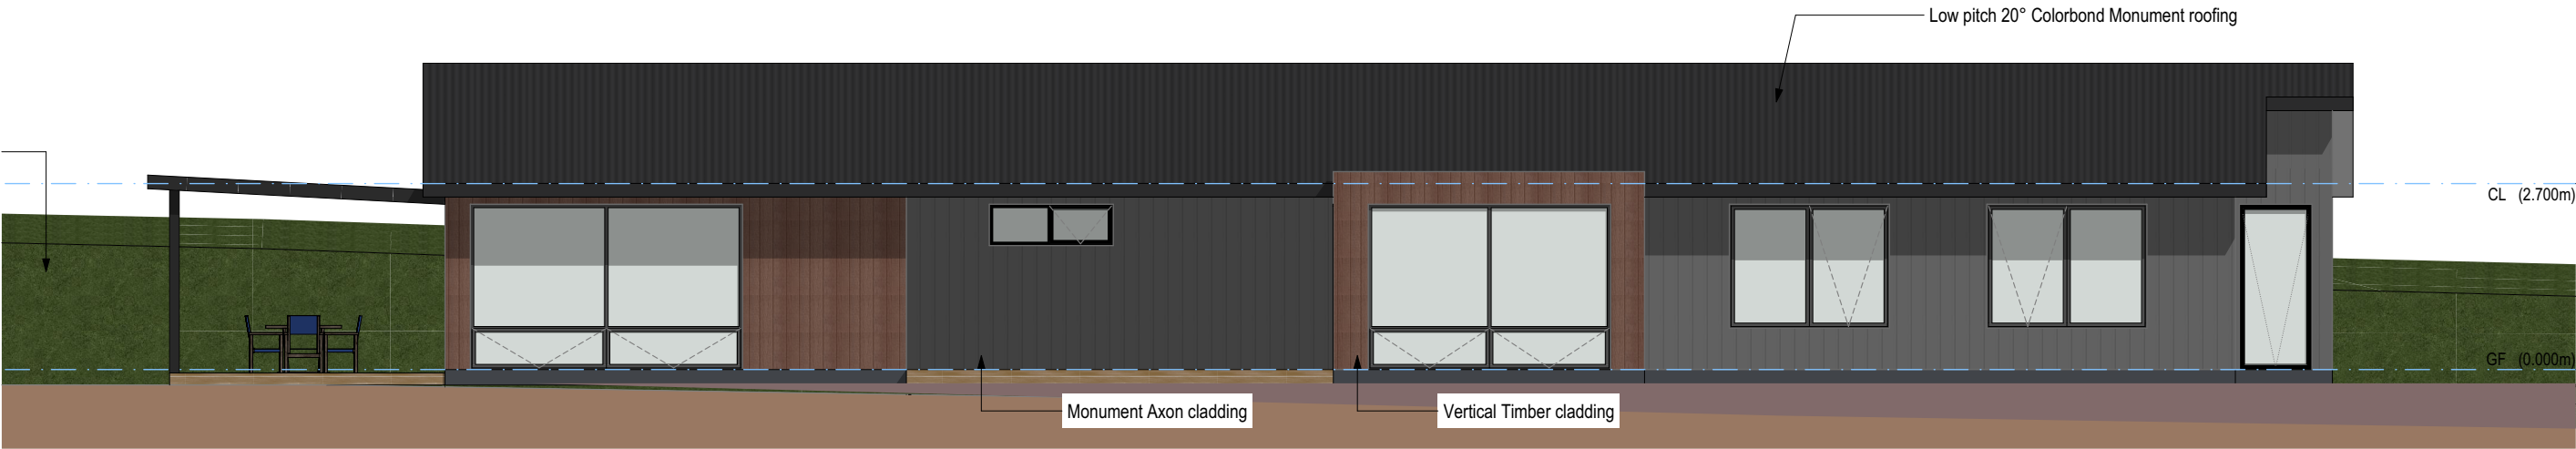 Low pitch 20° Colorbond Monument roofing
CL (2.700m)
GF (0.000m)
Monument Axon cladding
Vertical Timber cladding